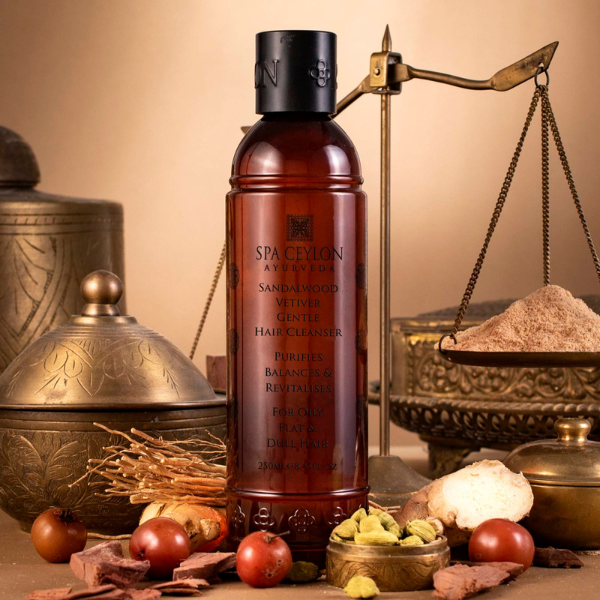 SPA CEYLON
AYURVEDA
SANDALWOOD
VETIVER
GENTLE
HAIR CLEANSER
PURIFIES
BALANCES &
REVITALISES
FOR OILY
FLAT &
DULL HAIR